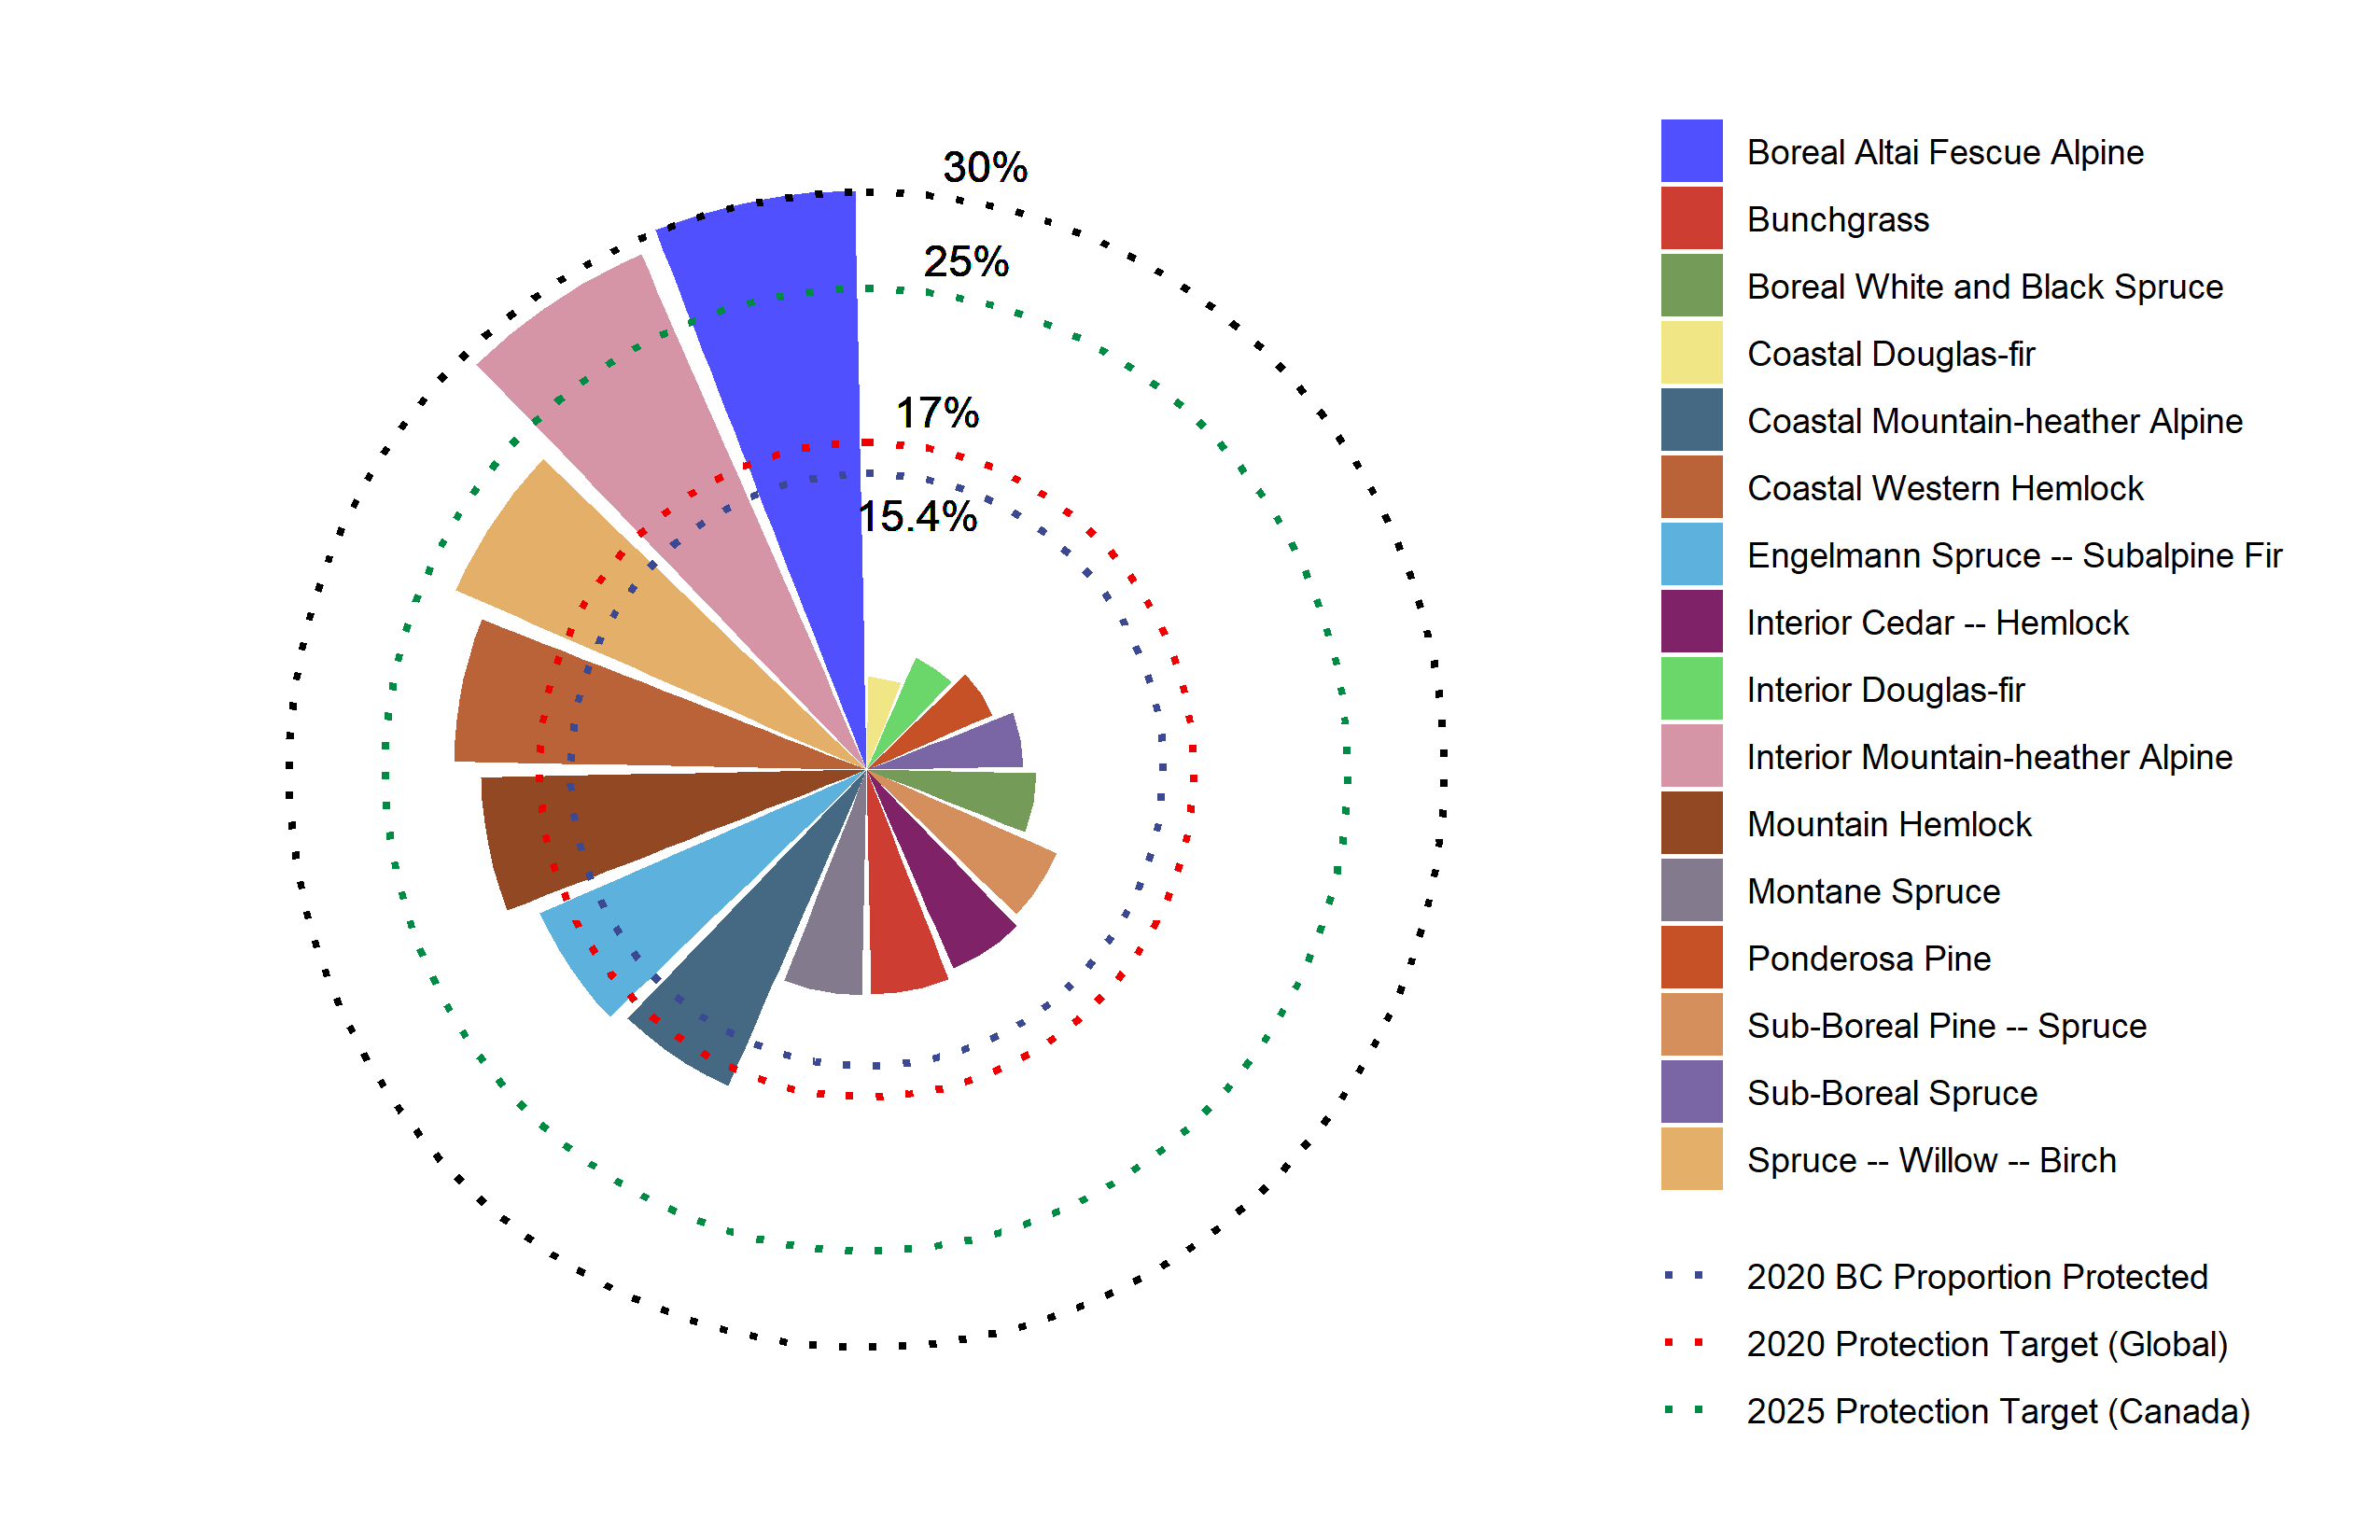 30%
25%
17%
15.4%
Boreal Altai Fescue Alpine
Bunchgrass
Boreal White and Black Spruce
Coastal Douglas-fir
Coastal Mountain-heather Alpine
Coastal Western Hemlock
Engelmann Spruce -- Subalpine Fir
Interior Cedar -- Hemlock
Interior Douglas-fir
Interior Mountain-heather Alpine
Mountain Hemlock
Montane Spruce
Ponderosa Pine
Sub-Boreal Pine -- Spruce
Sub-Boreal Spruce
Spruce -- Willow -- Birch
2020 BC Proportion Protected
2020 Protection Target (Global)
2025 Protection Target (Canada)